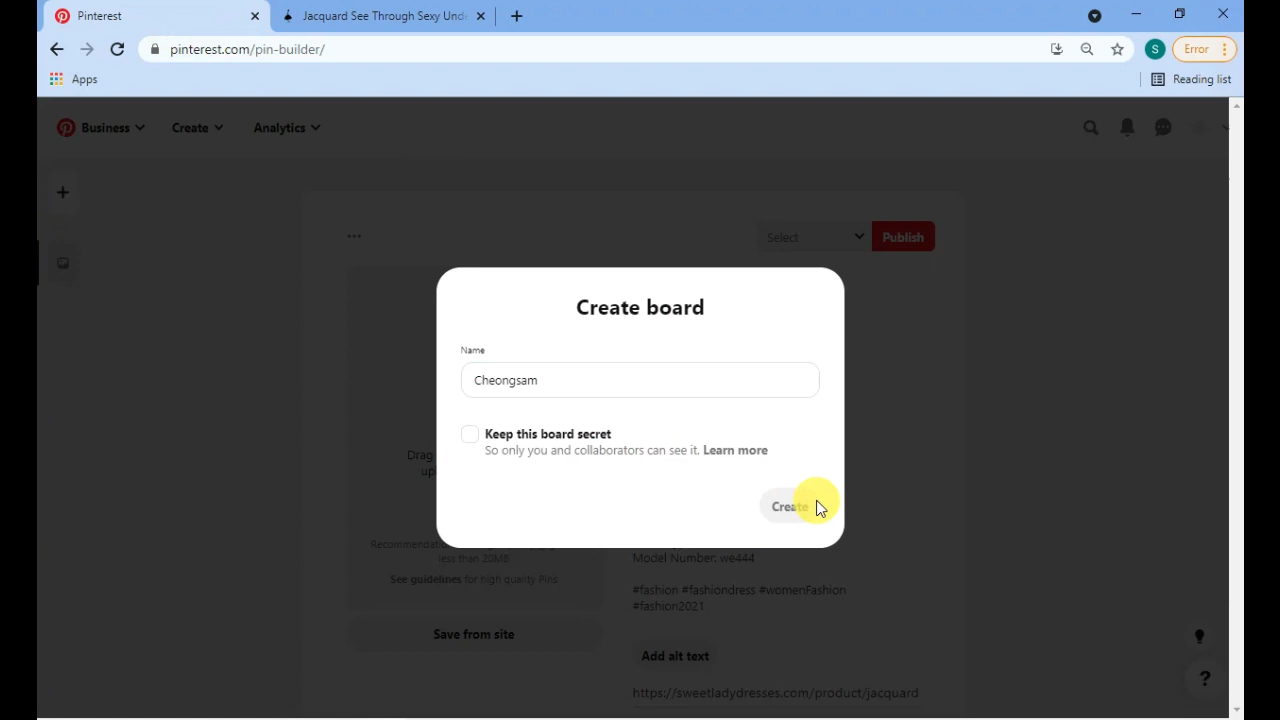 Pinterest
Jacquard See Through Sexy Und
pinterest.com/pin-builder/
S
Error
Apps
Reading list
Business
Create
Analytics
Select
Publish
Create board
Name
Cheongsam
Keep this board secret
So only you and collaborators can see it. Learn more
Create
Drag
up
Recommendati
less than 20MB
See guidelines for high quality Pins
Save from site
Model Number: we444
#fashion #fashiondress #womenFashion
#fashion2021
Add alt text
https://sweetladydresses.com/product/jacquard
?